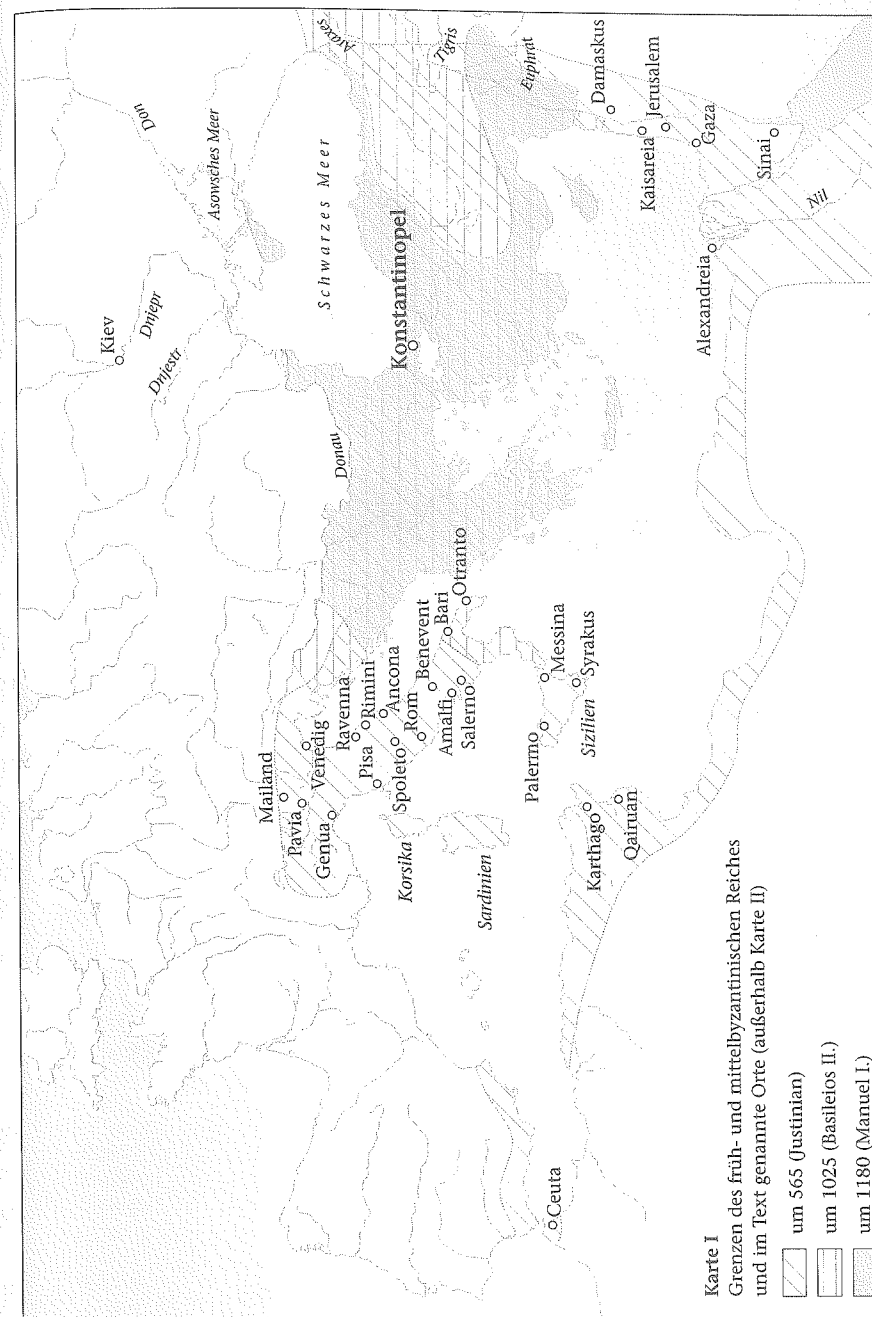 Kiev
Dnjepr
Dnjestr
Don
Asowsches Meer
Schwarzes Meer
Araxes
Tigris
Euphrat
Donau
Konstantinopel
Damaskus
Kaisareia
Jerusalem
Gaza
Sinai
Nil
Alexandreia
Mailand
Pavia
Venedig
Genua
Ravenna
Rimini
Pisa
Ancona
Spoleto
Rom
Benevent
Bari
Amalfi
Salerno
Otranto
Korsika
Sardinien
Palermo
Messina
Syrakus
Sizilien
Karthago
Qairuan
Ceuta
Karte I
Grenzen des früh- und mittelbyzantinischen Reiches
und im Text genannte Orte (außerhalb Karte II)
um 565 (Justinian)
um 1025 (Basileios II.)
um 1180 (Manuel I.)